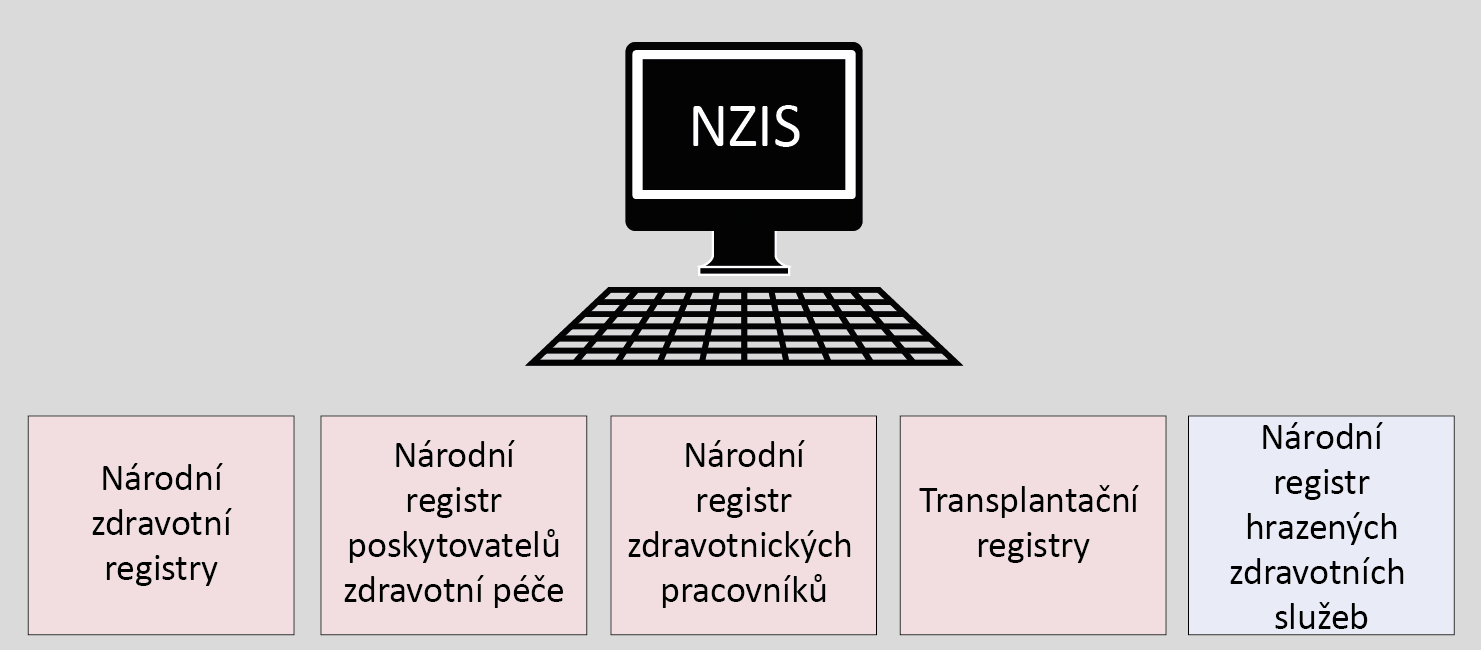 NZIS
Národní
zdravotní
registry
Národní
registr
poskytovatelů
zdravotní péče
Národní
registr
zdravotnických
pracovníků
Transplantační
registry
Národní
registr
hrazených
zdravotních
služeb